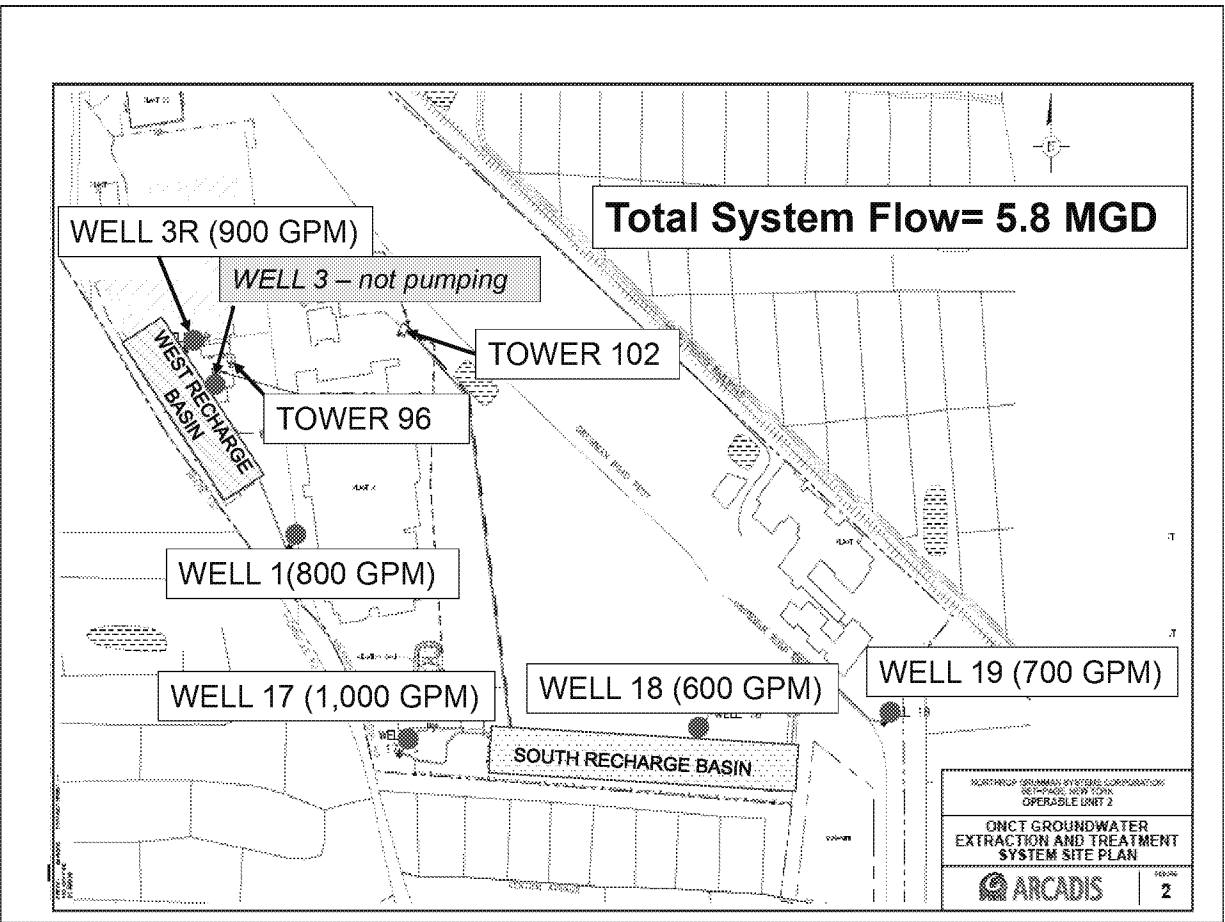 Total System Flow= 5.8 MGD
WELL 3R (900 GPM)
WELL 3 – not pumping
TOWER 102
WEST RECHARGE
BASIN
TOWER 96
WELL 1(800 GPM)
WELL 17 (1,000 GPM)
WELL 18 (600 GPM)
WELL 19 (700 GPM)
SOUTH RECHARGE BASIN
NORTHROP GRUMMAN SYSTEMS CORPORATION
BETHPAGE, NEW YORK
OPERABLE UNIT 2
ONCT GROUNDWATER
EXTRACTION AND TREATMENT
SYSTEM SITE PLAN
ARCADIS
2